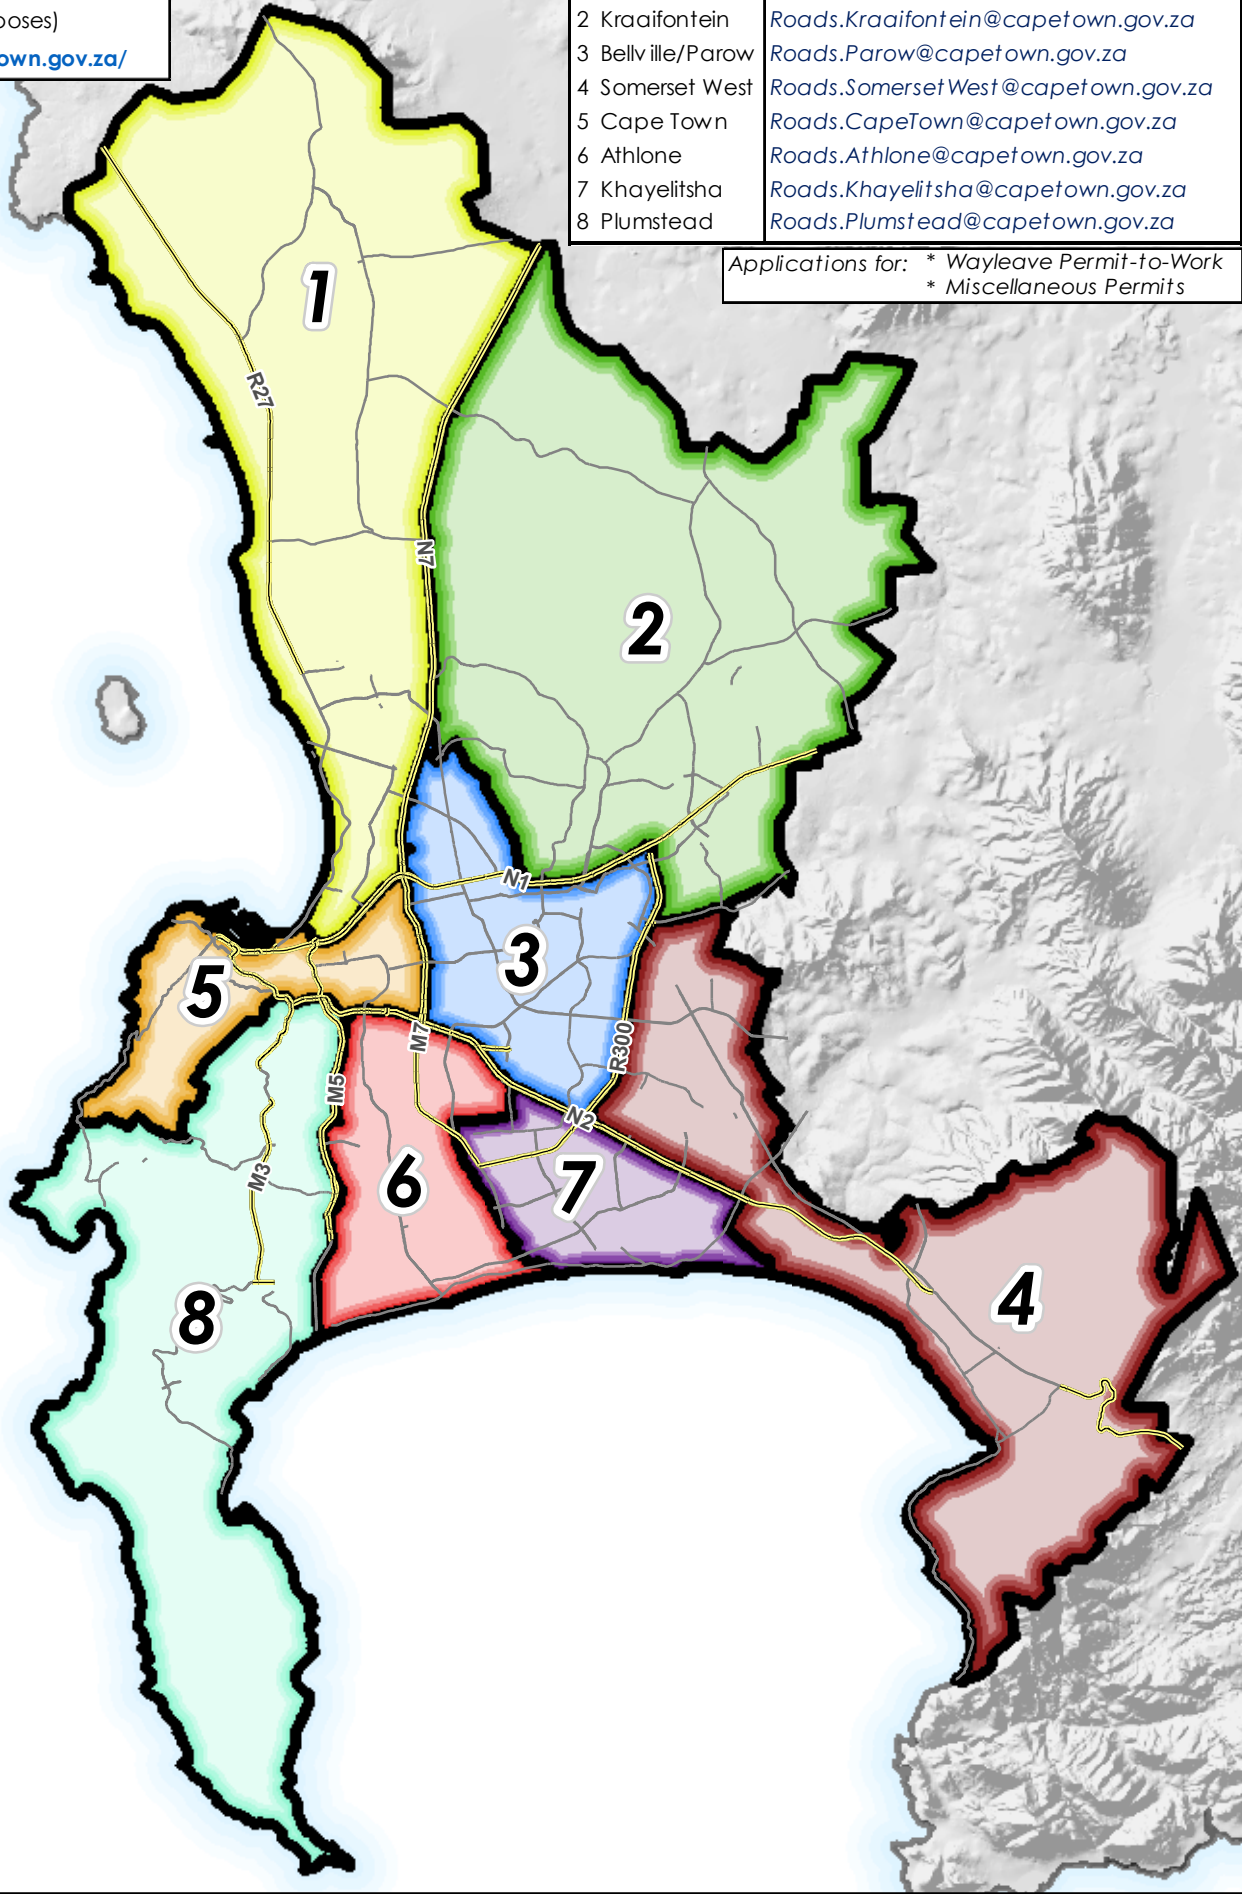 poses)
own.gov.za/
2 Kraaifontein Roads.Kraaifontein@capetown.gov.za
3 Bellville/Parow Roads.Parow@capetown.gov.za
4 Somerset West Roads.SomersetWest@capetown.gov.za
5 Cape Town Roads.CapeTown@capetown.gov.za
6 Athlone Roads.Athlone@capetown.gov.za
7 Khayelitsha Roads.Khayelitsha@capetown.gov.za
8 Plumstead Roads.Plumstead@capetown.gov.za
Applications for: * Wayleave Permit-to-Work
* Miscellaneous Permits
1
R27
N7
2
N1
3
5
M7
R300
M5
N2
M3
6
7
4
8